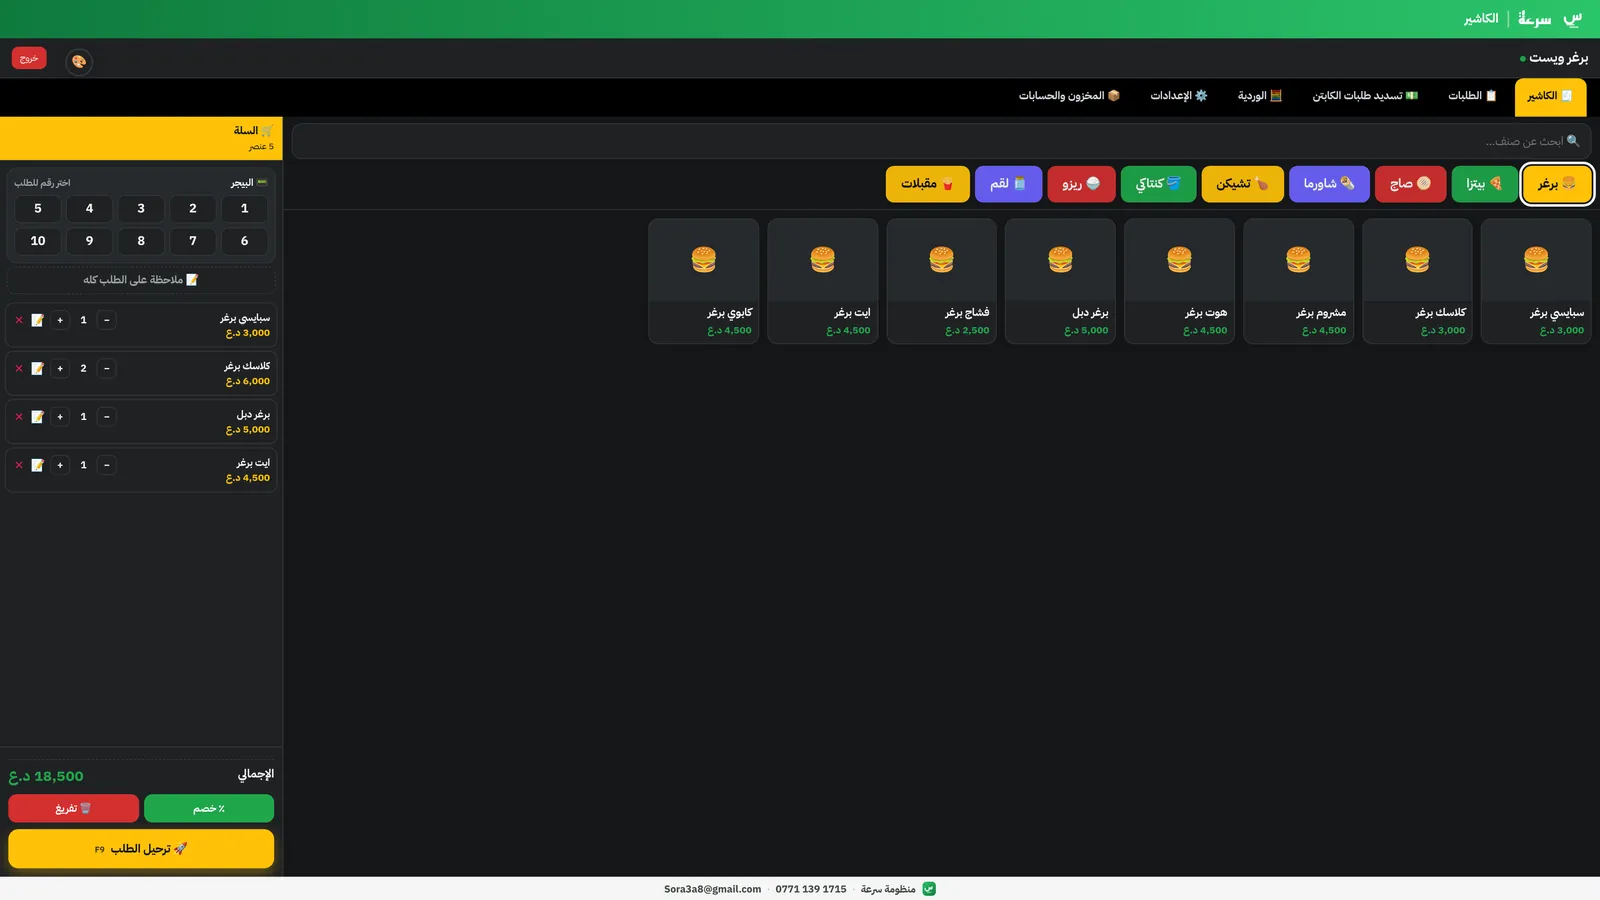 س سرعة | الكاشير
برغر ويست
خروج
الكاشير
الطلبات
تسديد طلبات الكابتن
الوردية
الإعدادات
المخزون والحسابات
ابحث عن صنف...
برغر
بيتزا
صاج
شاورما
تشيكن
كنتاكي
ريزو
لقم
مقبلات
سبايسي برغر
3,000 د.ع
كلاسك برغر
3,000 د.ع
مشروم برغر
4,500 د.ع
هوت برغر
4,500 د.ع
برغر دبل
5,000 د.ع
فشاج برغر
2,500 د.ع
ايت برغر
4,500 د.ع
كابوي برغر
4,500 د.ع
السلة
5 عنصر
البيجر
اختر رقم للطلب
1 2 3 4 5
6 7 8 9 10
ملاحظة على الطلب كله
سبايسي برغر
3,000 د.ع
− 1 + ×
كلاسك برغر
6,000 د.ع
− 2 + ×
برغر دبل
5,000 د.ع
− 1 + ×
ايت برغر
4,500 د.ع
− 1 + ×
الإجمالي
18,500 د.ع
٪ خصم
تفريغ
ترحيل الطلب F9
س منظومة سرعة · 0771 139 1715 · Sora3a8@gmail.com